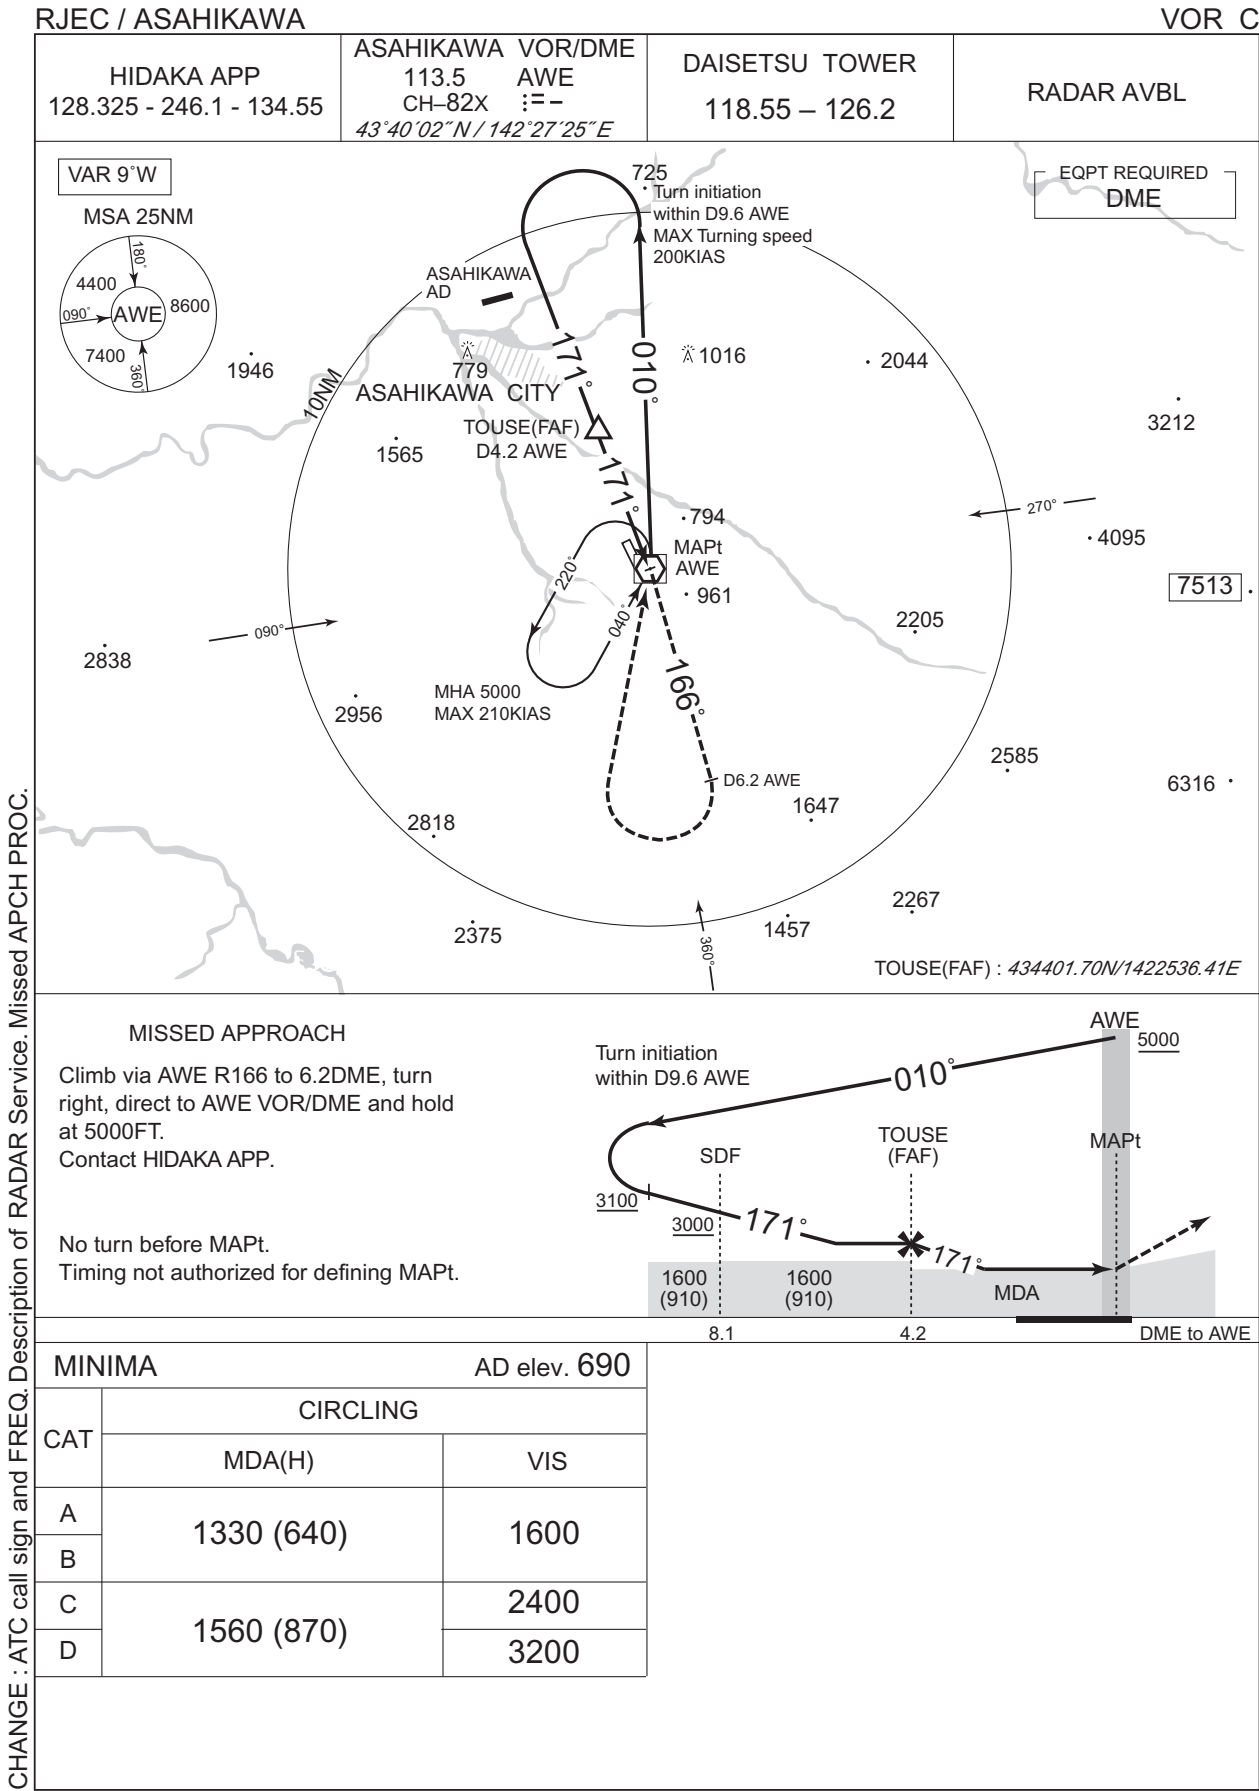 RJEC / ASAHIKAWA
VOR C
HIDAKA APP
128.325 - 246.1 - 134.55
ASAHIKAWA VOR/DME
113.5 AWE
CH–82X
43°40′02″N / 142°27′25″E
DAISETSU TOWER
118.55 – 126.2
RADAR AVBL
VAR 9°W
MSA 25NM
180°
4400
8600
090°
AWE
7400
360°
EQPT REQUIRED
DME
725
Turn initiation
within D9.6 AWE
MAX Turning speed
200KIAS
ASAHIKAWA
AD
779
ASAHIKAWA CITY
10NM
1946
1565
171°
010°
1016
2044
3212
TOUSE(FAF)
D4.2 AWE
171°
794
MAPt
AWE
961
270°
4095
7513
220°
040°
090°
2838
2205
2956
MHA 5000
MAX 210KIAS
166°
D6.2 AWE
2585
6316
1647
2818
2375
2267
1457
360°
TOUSE(FAF) : 434401.70N/1422536.41E
MISSED APPROACH
Climb via AWE R166 to 6.2DME, turn
right, direct to AWE VOR/DME and hold
at 5000FT.
Contact HIDAKA APP.
No turn before MAPt.
Timing not authorized for defining MAPt.
AWE
5000
Turn initiation
within D9.6 AWE
010°
SDF
TOUSE
(FAF)
MAPt
3100
3000
171°
171°
1600
(910)
1600
(910)
MDA
8.1
4.2
DME to AWE
MINIMA
AD elev. 690
CAT
CIRCLING
MDA(H)
VIS
A
B
1330 (640)
1600
C
D
1560 (870)
2400
3200
CHANGE : ATC call sign and FREQ. Description of RADAR Service. Missed APCH PROC.